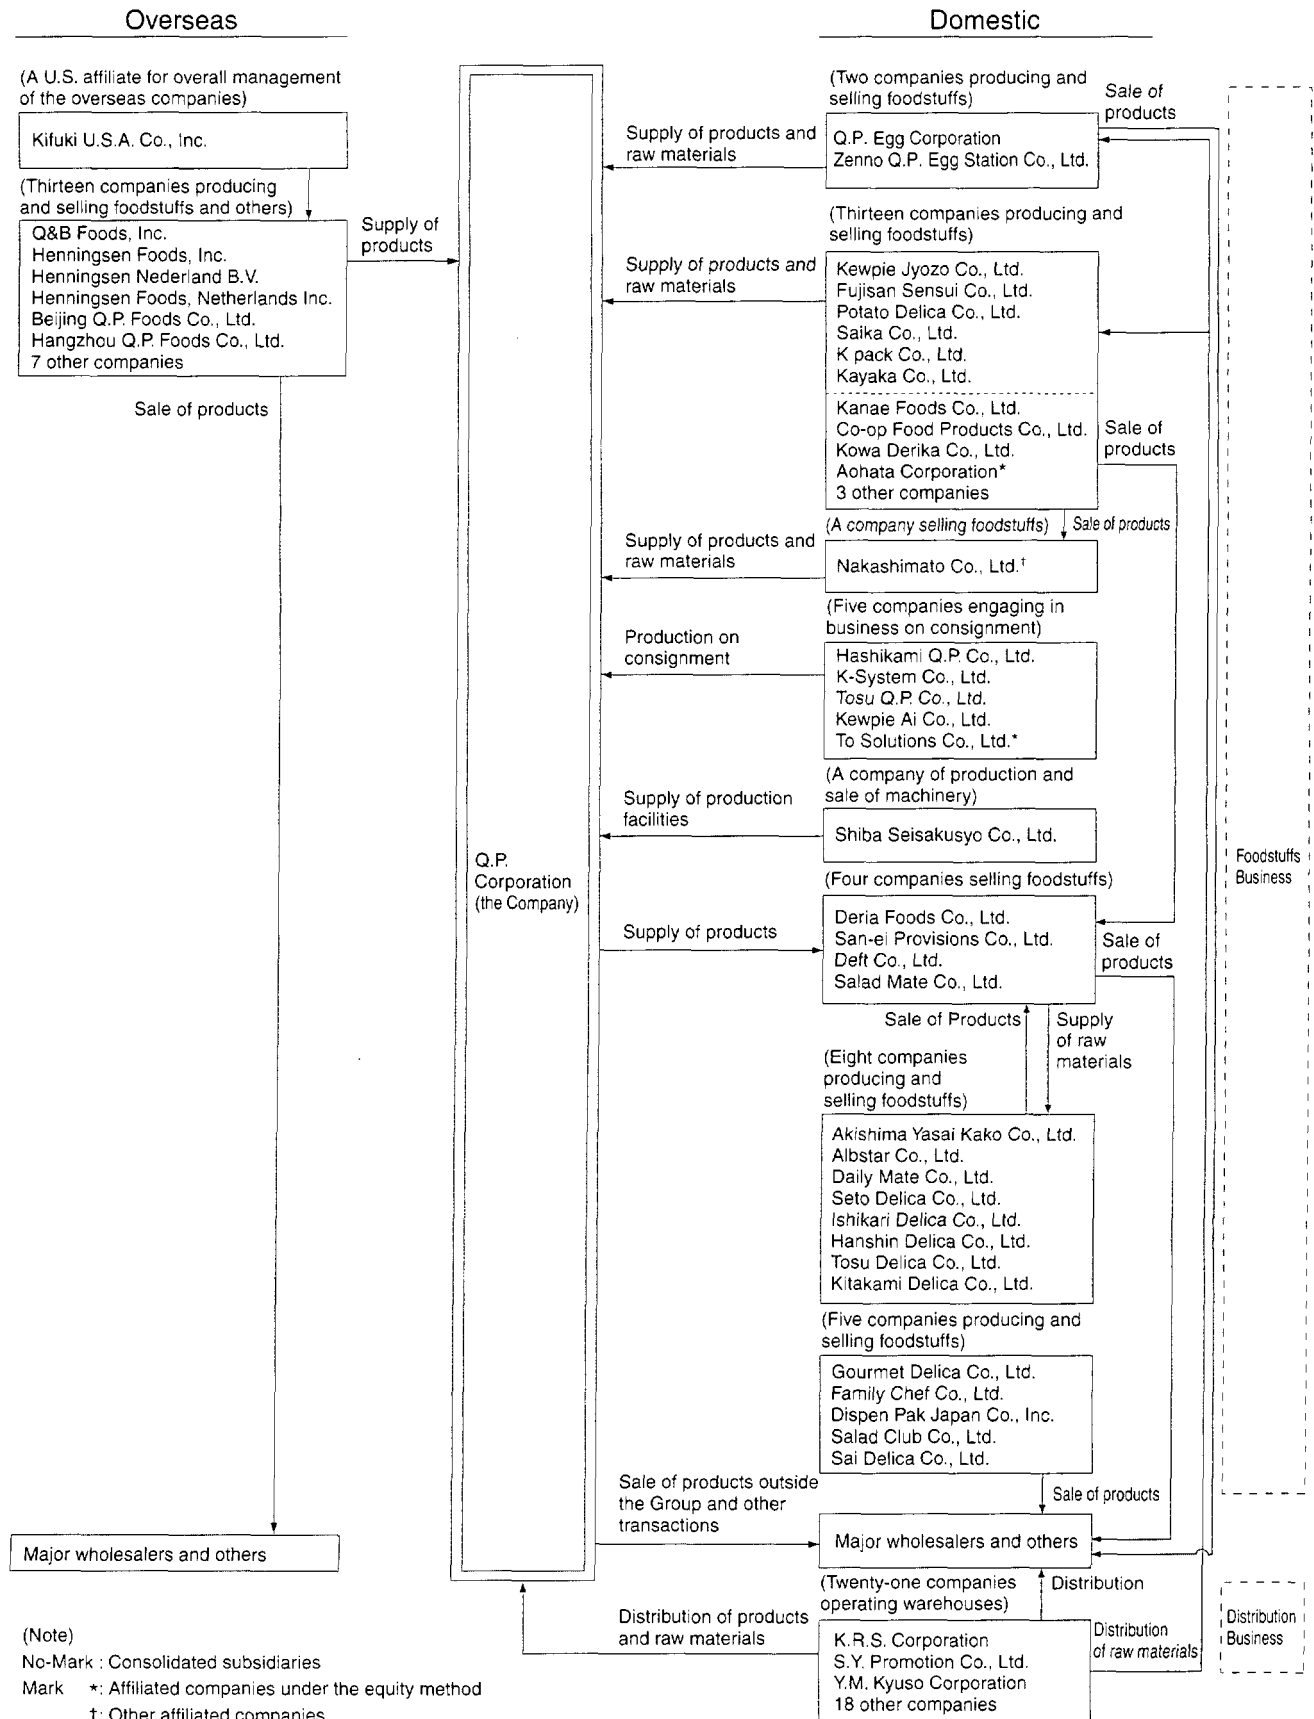 Overseas
Domestic
(A U.S. affiliate for overall management
of the overseas companies)
Kifuki U.S.A. Co., Inc.
(Thirteen companies producing
and selling foodstuffs and others)
Q&B Foods, Inc.
Henningsen Foods, Inc.
Henningsen Nederland B.V.
Henningsen Foods, Netherlands Inc.
Beijing Q.P. Foods Co., Ltd.
Hangzhou Q.P. Foods Co., Ltd.
7 other companies
Supply of
products
Sale of products
Major wholesalers and others
Q.P.
Corporation
(the Company)
(Two companies producing and
selling foodstuffs)
Sale of
products
Supply of products and
raw materials
Q.P. Egg Corporation
Zenno Q.P. Egg Station Co., Ltd.
(Thirteen companies producing and
selling foodstuffs)
Supply of products and
raw materials
Kewpie Jyozo Co., Ltd.
Fujisan Sensui Co., Ltd.
Potato Delica Co., Ltd.
Saika Co., Ltd.
K pack Co., Ltd.
Kayaka Co., Ltd.
Kanae Foods Co., Ltd.
Co-op Food Products Co., Ltd.
Kowa Derika Co., Ltd.
Aohata Corporation*
3 other companies
Sale of
products
(A company selling foodstuffs)
Sale of products
Supply of products and
raw materials
Nakashimato Co., Ltd.†
(Five companies engaging in
business on consignment)
Production on
consignment
Hashikami Q.P. Co., Ltd.
K-System Co., Ltd.
Tosu Q.P. Co., Ltd.
Kewpie Ai Co., Ltd.
To Solutions Co., Ltd.*
(A company of production and
sale of machinery)
Supply of production
facilities
Shiba Seisakusyo Co., Ltd.
(Four companies selling foodstuffs)
Supply of products
Deria Foods Co., Ltd.
San-ei Provisions Co., Ltd.
Deft Co., Ltd.
Salad Mate Co., Ltd.
Sale of
products
Sale of Products
Supply
of raw
materials
(Eight companies
producing and
selling foodstuffs)
Akishima Yasai Kako Co., Ltd.
Albstar Co., Ltd.
Daily Mate Co., Ltd.
Seto Delica Co., Ltd.
Ishikari Delica Co., Ltd.
Hanshin Delica Co., Ltd.
Tosu Delica Co., Ltd.
Kitakami Delica Co., Ltd.
(Five companies producing and
selling foodstuffs)
Gourmet Delica Co., Ltd.
Family Chef Co., Ltd.
Dispen Pak Japan Co., Inc.
Salad Club Co., Ltd.
Sai Delica Co., Ltd.
Sale of products outside
the Group and other
transactions
Sale of products
Major wholesalers and others
(Twenty-one companies
operating warehouses)
Distribution
Distribution of products
and raw materials
K.R.S. Corporation
S.Y. Promotion Co., Ltd.
Y.M. Kyuso Corporation
18 other companies
Distribution
of raw materials
Foodstuffs
Business
Distribution
Business
(Note)
No-Mark : Consolidated subsidiaries
Mark *: Affiliated companies under the equity method
†: Other affiliated companies